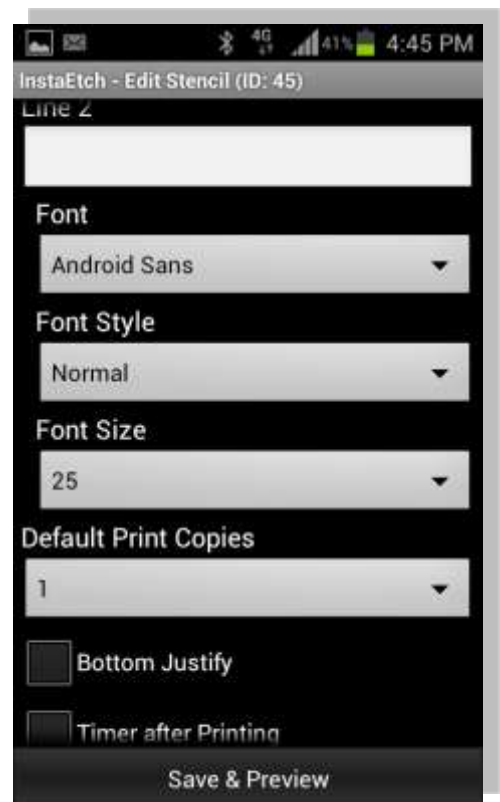 4G 41% 4:45 PM
InstaEtch - Edit Stencil (ID: 45)
Line 2
Font
Android Sans
Font Style
Normal
Font Size
25
Default Print Copies
1
Bottom Justify
Timer after Printing
Save & Preview